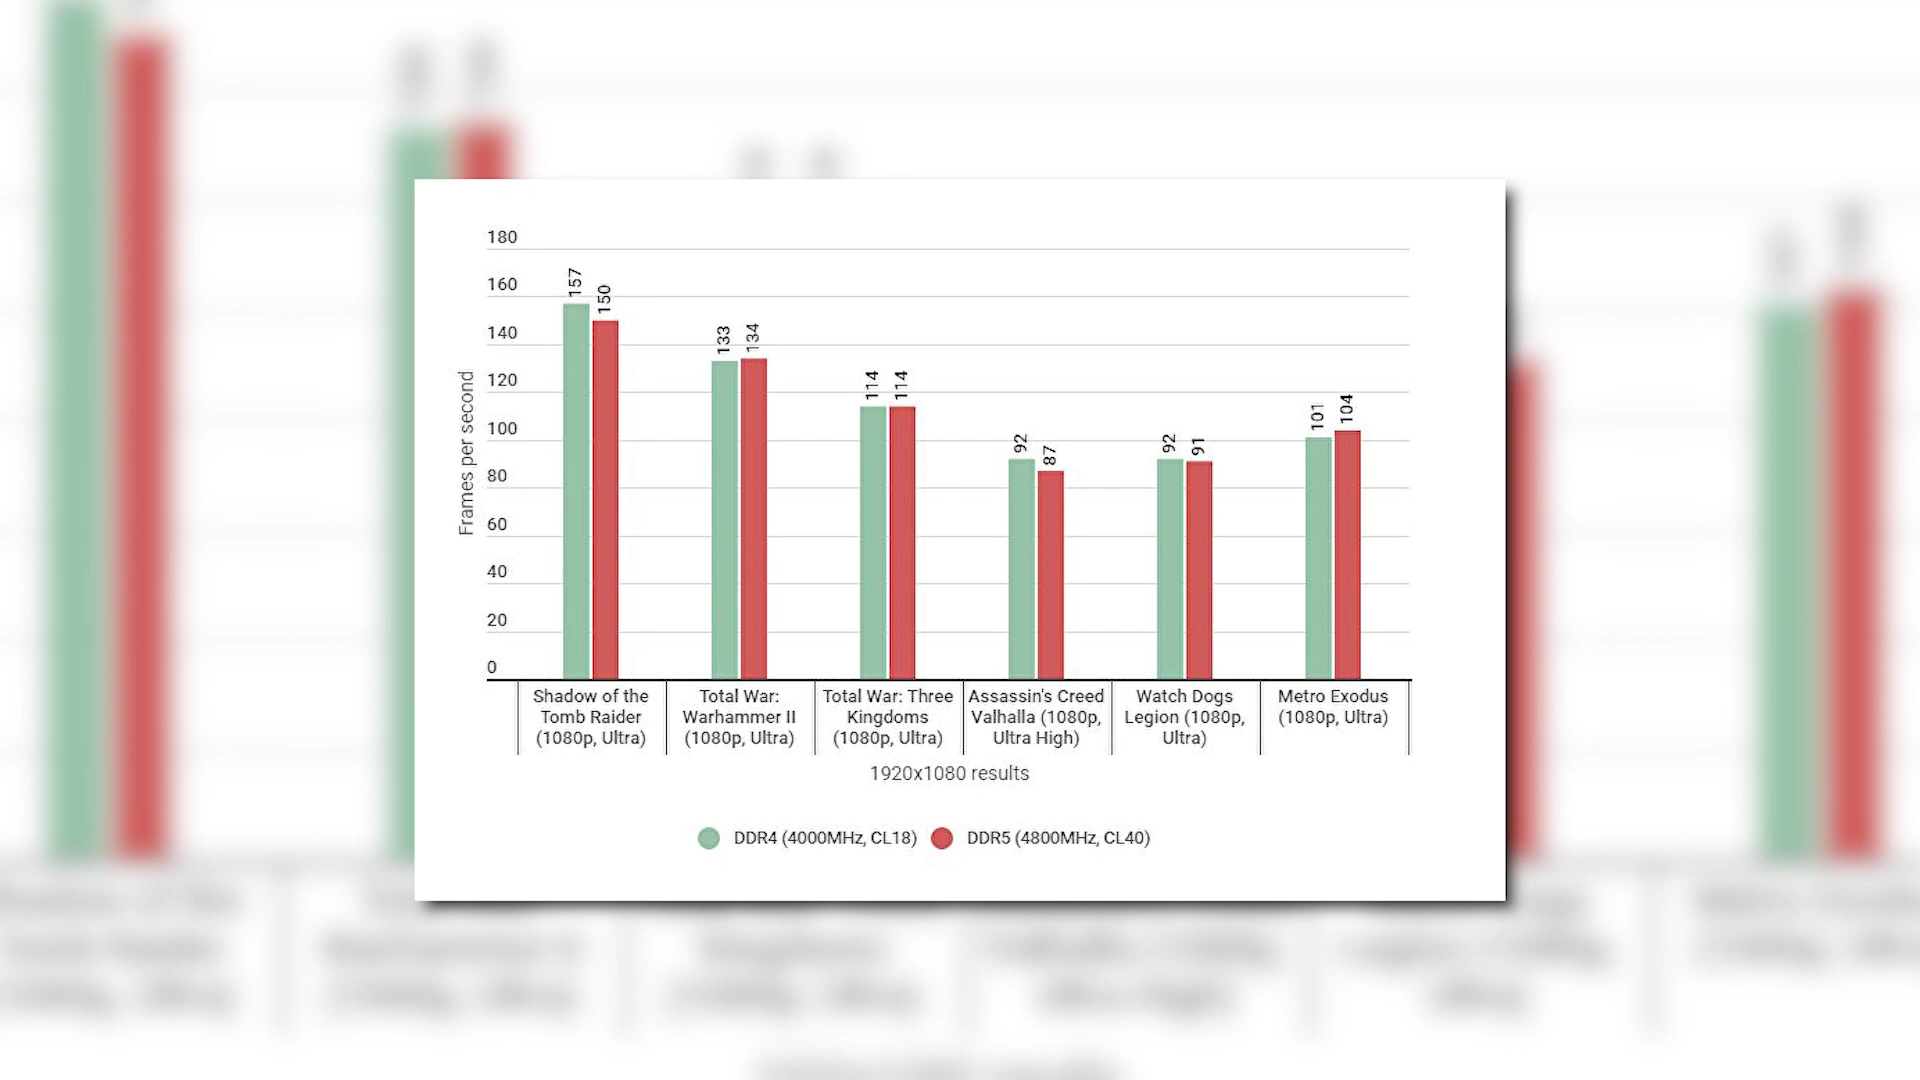 180
160
140
120
100
80
60
40
20
0
Frames per second
157
150
133
134
114
114
92
87
92
91
101
104
Shadow of the
Tomb Raider
(1080p, Ultra)
Total War:
Warhammer II
(1080p, Ultra)
Total War: Three
Kingdoms
(1080p, Ultra)
Assassin's Creed
Valhalla (1080p,
Ultra High)
Watch Dogs
Legion (1080p,
Ultra)
Metro Exodus
(1080p, Ultra)
1920x1080 results
DDR4 (4000MHz, CL18)
DDR5 (4800MHz, CL40)